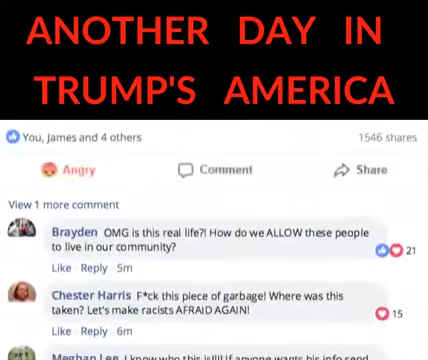 ANOTHER DAY IN
TRUMP'S AMERICA
You, James and 4 others 1546 shares
Angry Comment Share
View 1 more comment
Brayden OMG is this real life?! How do we ALLOW these people
to live in our community?
21
Like Reply 5m
Chester Harris F*ck this piece of garbage! Where was this
taken? Let's make racists AFRAID AGAIN!
15
Like Reply 6m
Meghan Lee I know who this is!!!! If anyone wants his info send